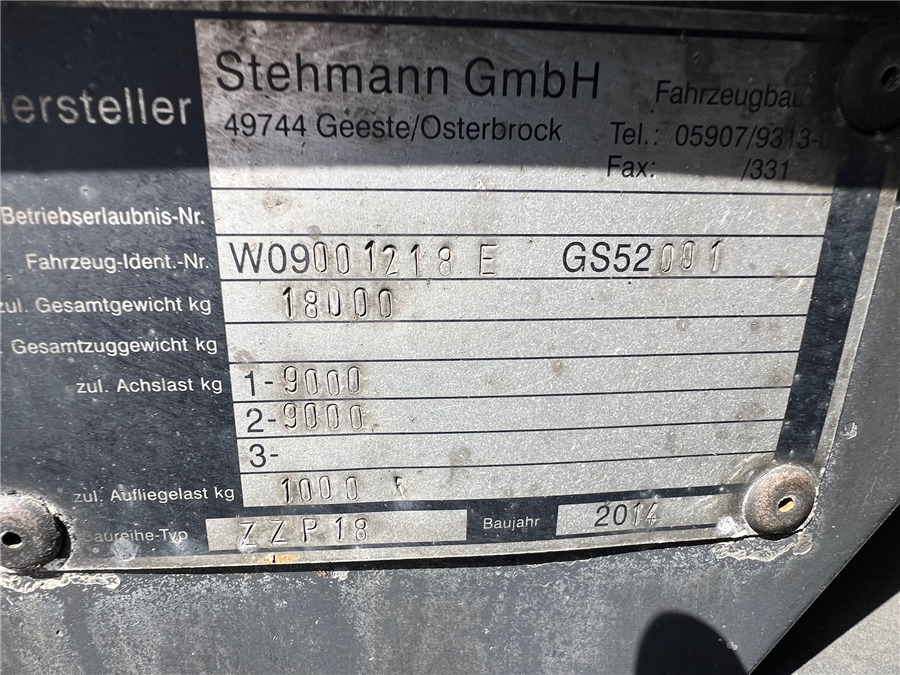 Hersteller Stehmann GmbH Fahrzeugbau
49744 Geeste/Osterbrock Tel.: 05907/9313-0
Fax: /331
Betriebserlaubnis-Nr.
Fahrzeug-Ident.-Nr. W09001218 E GS52001
zul. Gesamtgewicht kg 18000
. Gesamtzuggewicht kg
zul. Achslast kg 1-9000
2-9000
3-
zul. Aufliegelast kg 1000
Baureihe-Typ ZZP18 Baujahr 2014